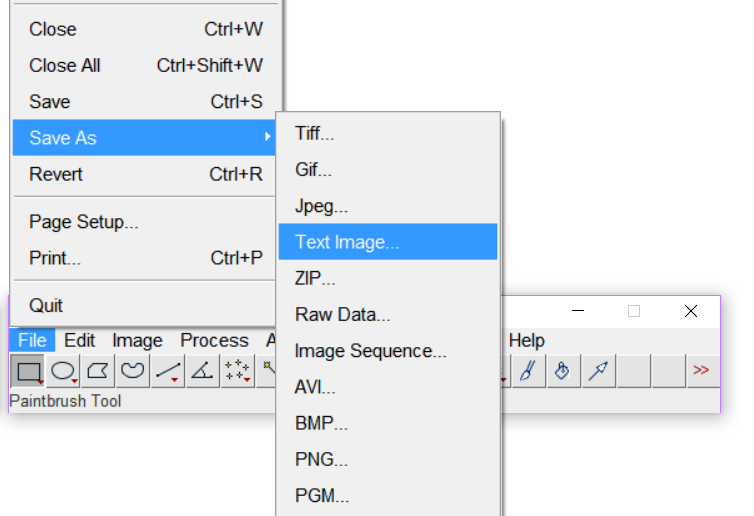 Close Ctrl+W
Close All Ctrl+Shift+W
Save Ctrl+S
Save As
Revert Ctrl+R
Page Setup...
Print... Ctrl+P
Quit
Tiff...
Gif...
Jpeg...
Text Image...
ZIP...
Raw Data...
Image Sequence...
AVI...
BMP...
PNG...
PGM...
File Edit Image Process A Help
>>
Paintbrush Tool